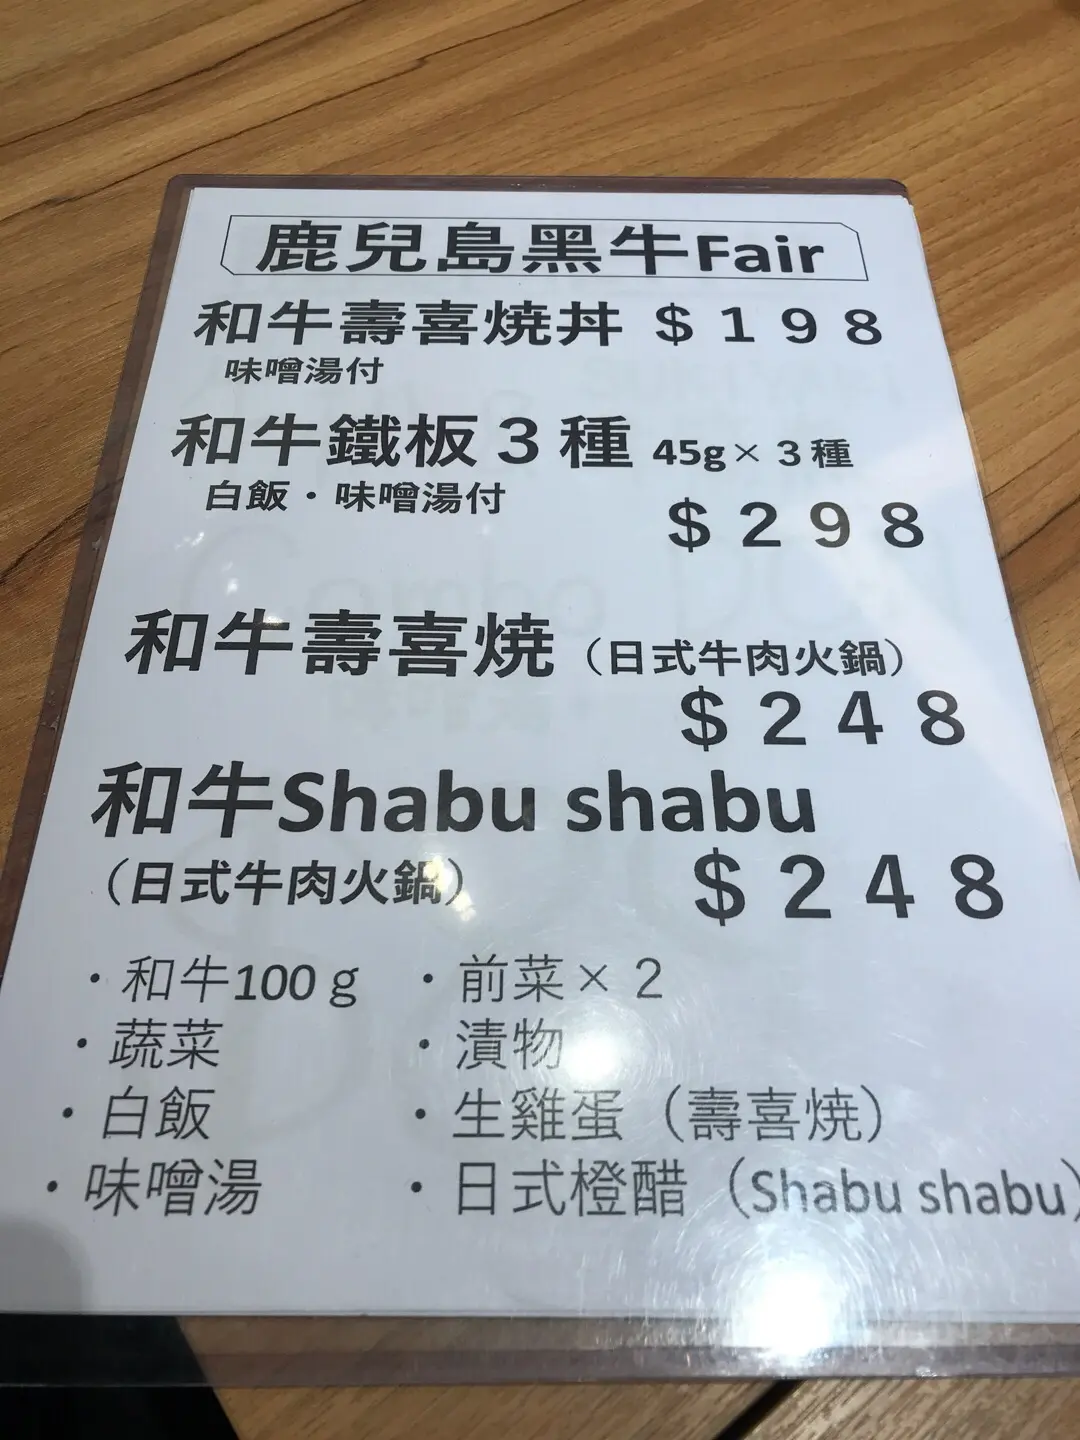 鹿兒島黑牛Fair
和牛壽喜焼丼 $198
味噌湯付
和牛鐵板3種 45g×3種
白飯・味噌湯付
$298
和牛壽喜焼（日式牛肉火鍋）
$248
和牛Shabu shabu
（日式牛肉火鍋） $248
・和牛100g ・前菜×2
・蔬菜 ・漬物
・白飯 ・生雞蛋（壽喜焼）
・味噌湯 ・日式橙醋（Shabu shabu）